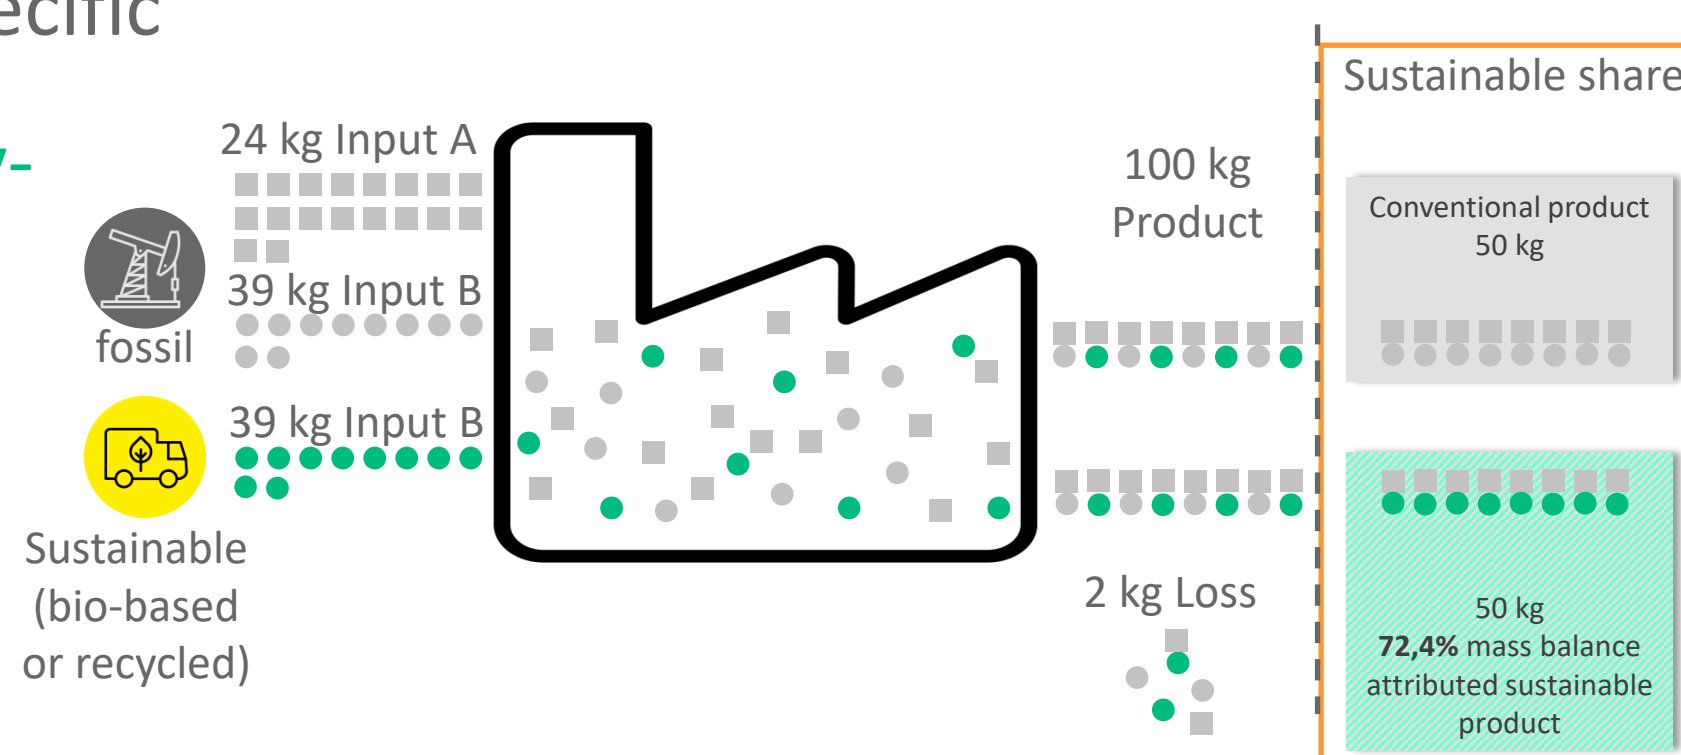 24 kg Input A
39 kg Input B
fossil
39 kg Input B
Sustainable
(bio-based
or recycled)
100 kg
Product
2 kg Loss
Sustainable share
Conventional product
50 kg
50 kg
72,4% mass balance
attributed sustainable
product